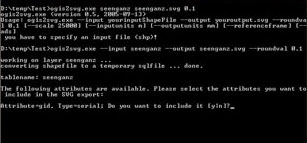 D:\temp\Test>ogis2svg.exe seenganz seenganz.svg 0.1
ogis2svg.exe (version 0.5, 2005-09-13)
Usage: ogis2svg.exe --input yourinputShapeFile --output youroutput.svg --roundva
l 0.1 [--scale 25000] [--inputunits m] [--outputunits mm] [--referenceframe] [--
ads]
you have to specify an input file (shp)!
D:\temp\Test>ogis2svg.exe --input seenganz --output seenganz.svg --roundval 0.1
working on layer seenganz ...
converting shapefile to a temporary sqlfile ... done.
tablename: seenganz
The following attributes are available. Please select the attributes you want to
include in the SVG export:
Attribute=gid, Type=serial; Do you want to include it [y|n]?